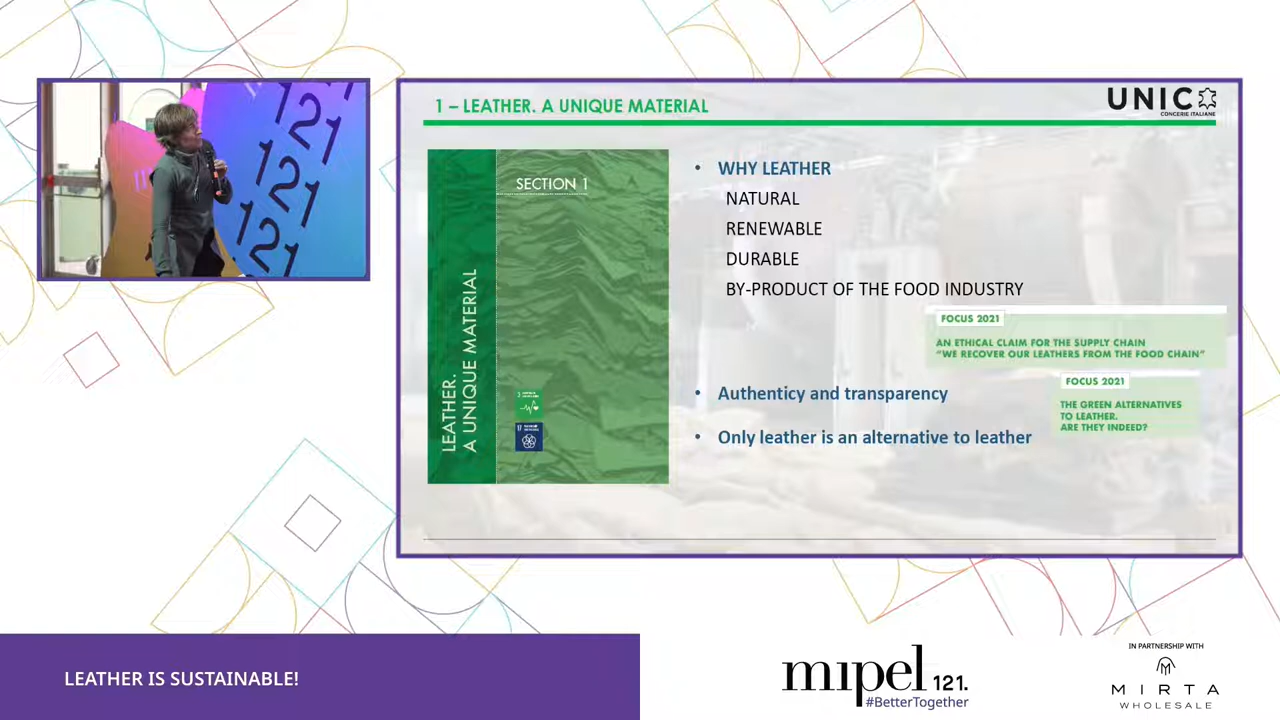 121
121
121
121
1 – LEATHER. A UNIQUE MATERIAL
UNIC
CONCERIE ITALIANE
SECTION 1
LEATHER.
A UNIQUE MATERIAL
• WHY LEATHER
NATURAL
RENEWABLE
DURABLE
BY-PRODUCT OF THE FOOD INDUSTRY
FOCUS 2021
AN ETHICAL CLAIM FOR THE SUPPLY CHAIN
“WE RECOVER OUR LEATHERS FROM THE FOOD CHAIN”
• Authenticy and transparency
FOCUS 2021
THE GREEN ALTERNATIVES
TO LEATHER.
ARE THEY INDEED?
• Only leather is an alternative to leather
LEATHER IS SUSTAINABLE!
mipel 121.
#BetterTogether
IN PARTNERSHIP WITH
MIRTA
WHOLESALE